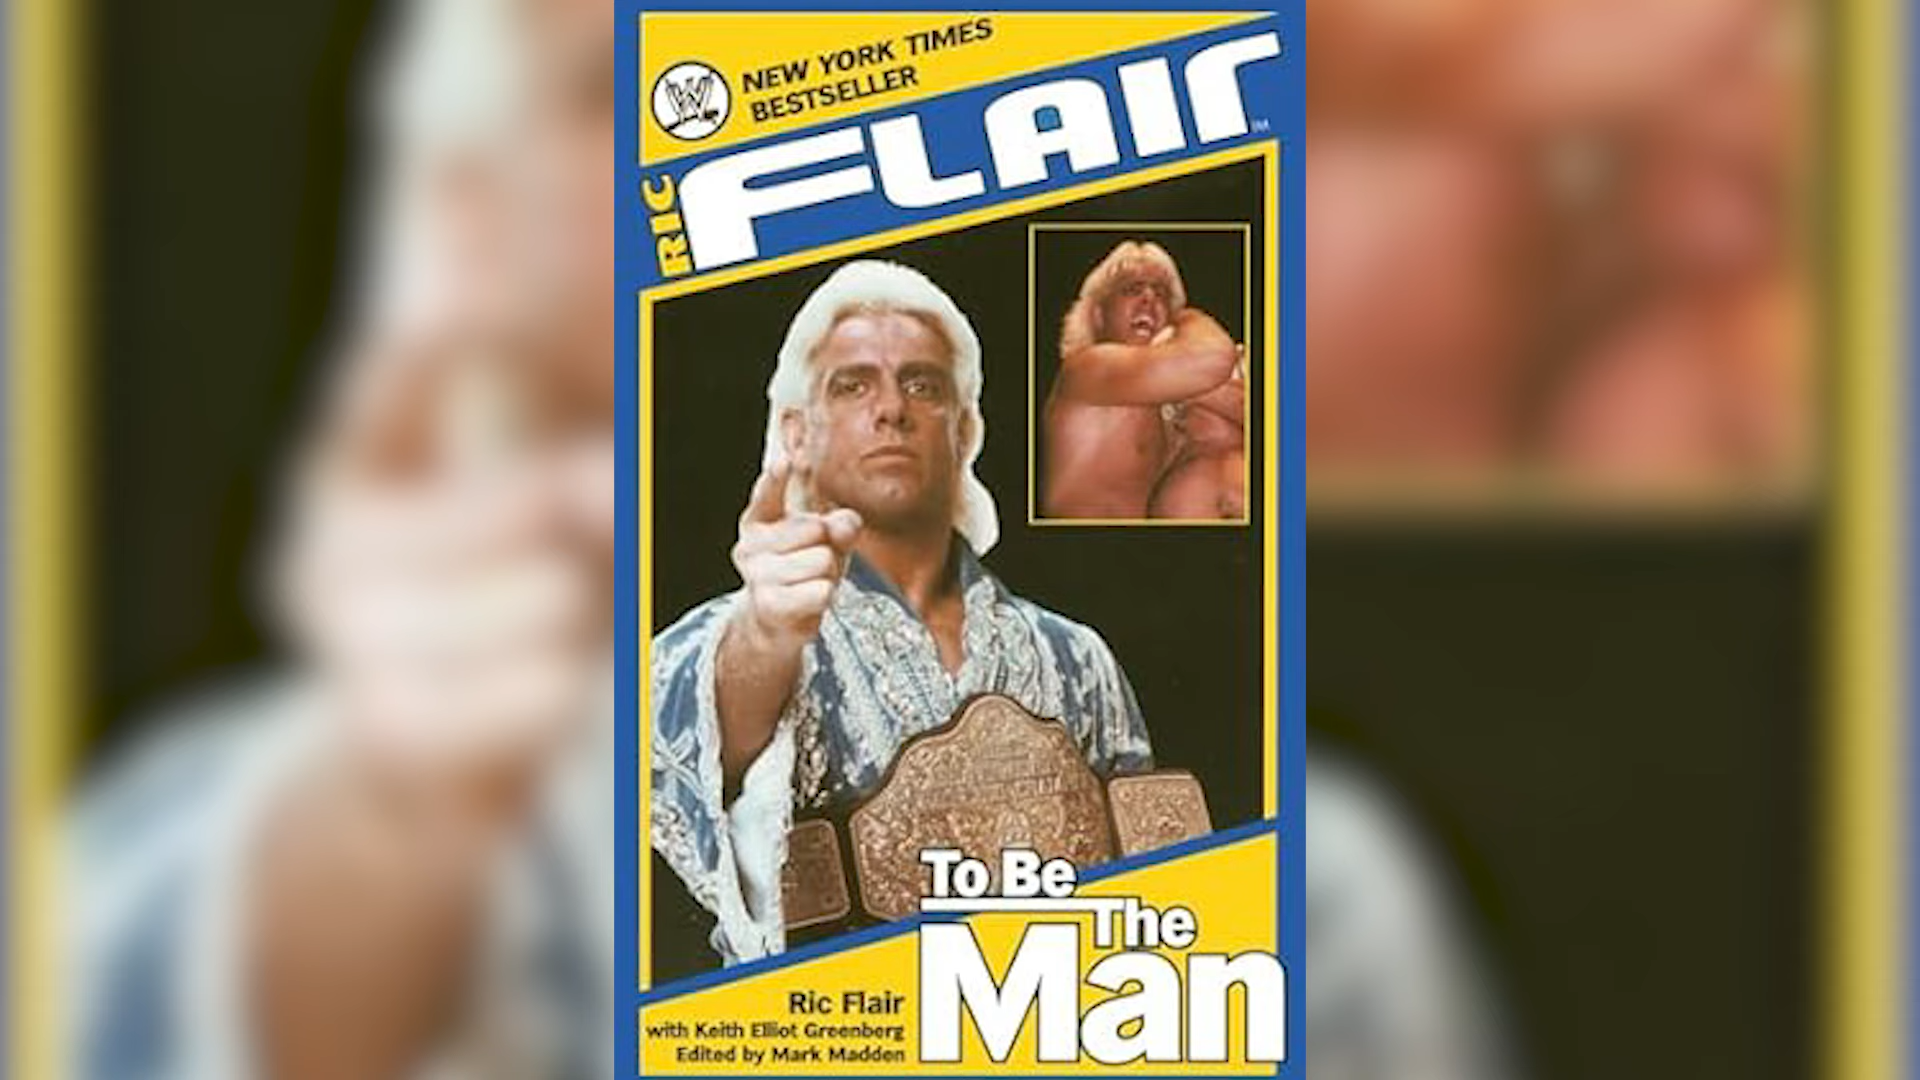 NEW YORK TIMES
BESTSELLER
W
RIC
FLAIR
TM
To Be
The
Man
Ric Flair
with Keith Elliot Greenberg
Edited by Mark Madden